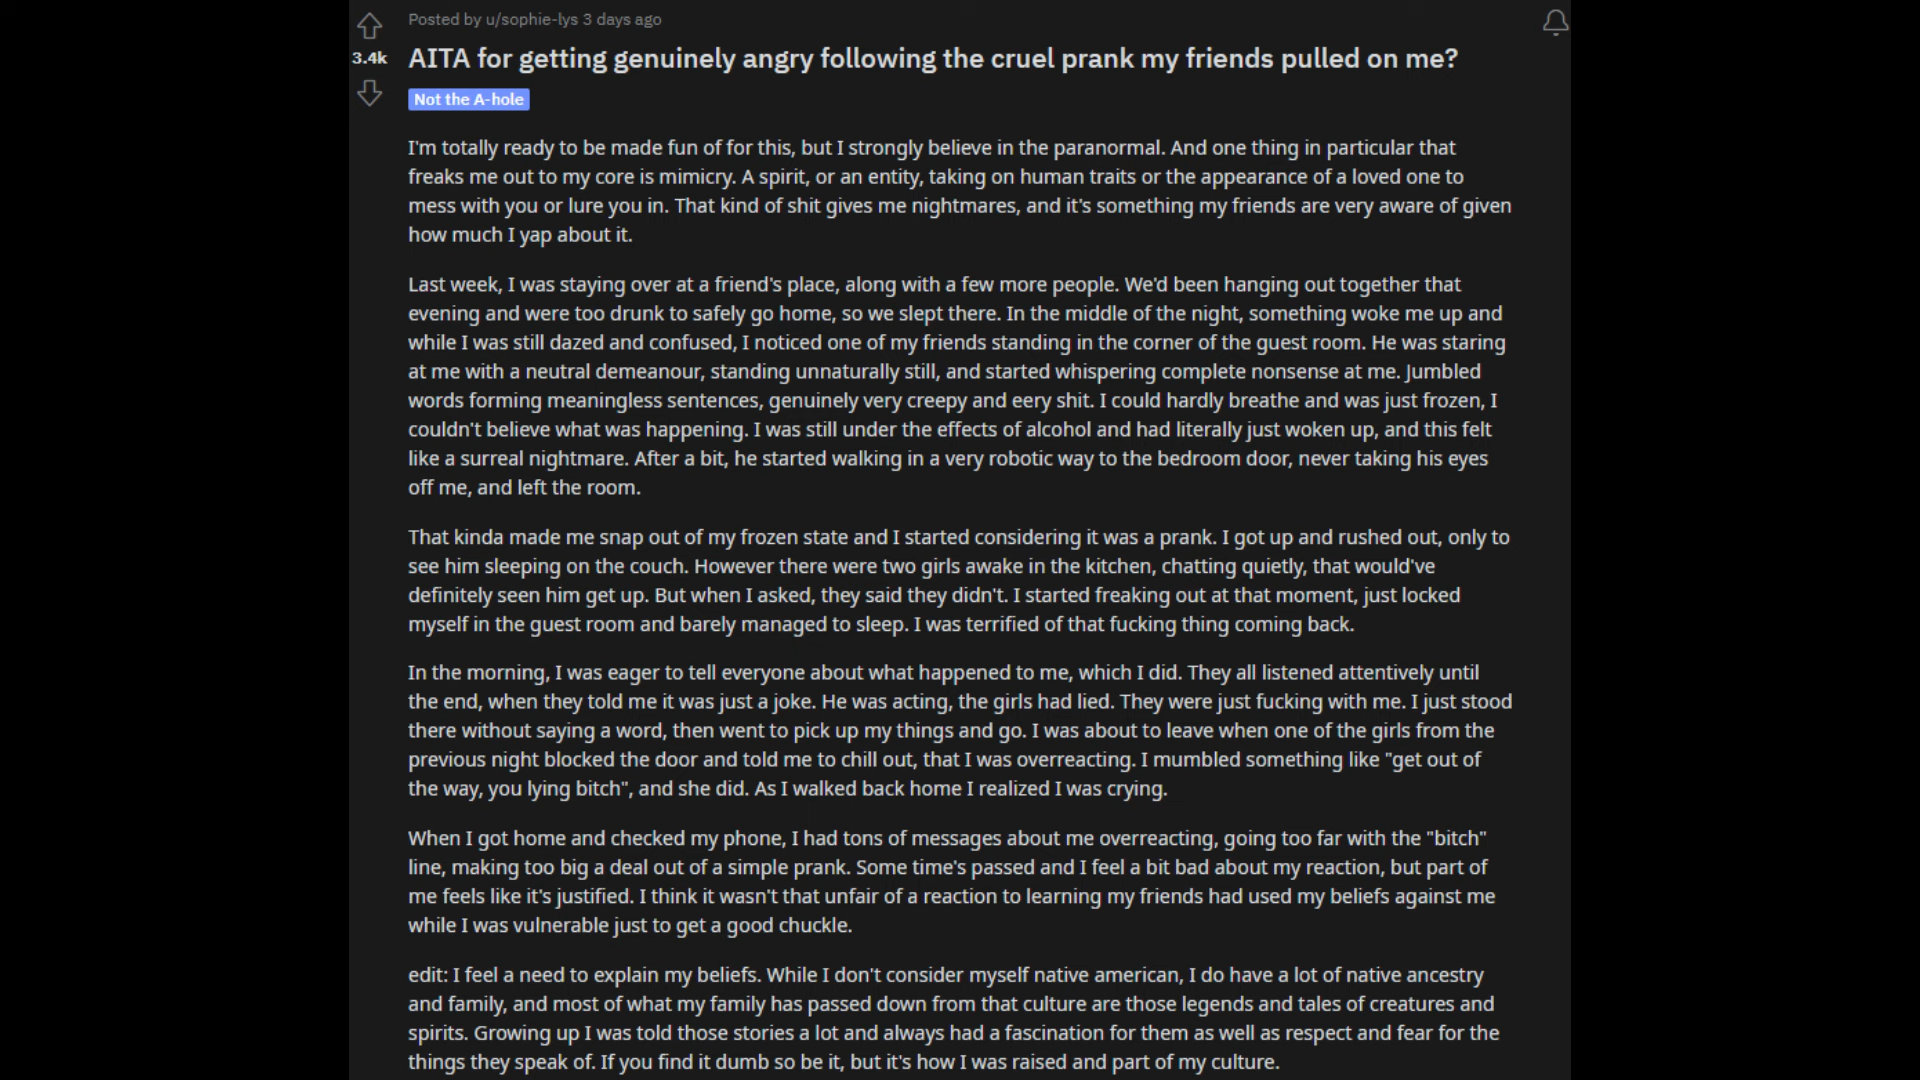 Posted by u/sophie-lys 3 days ago
3.4k
AITA for getting genuinely angry following the cruel prank my friends pulled on me?
Not the A-hole
I'm totally ready to be made fun of for this, but I strongly believe in the paranormal. And one thing in particular that
freaks me out to my core is mimicry. A spirit, or an entity, taking on human traits or the appearance of a loved one to
mess with you or lure you in. That kind of shit gives me nightmares, and it's something my friends are very aware of given
how much I yap about it.
Last week, I was staying over at a friend's place, along with a few more people. We'd been hanging out together that
evening and were too drunk to safely go home, so we slept there. In the middle of the night, something woke me up and
while I was still dazed and confused, I noticed one of my friends standing in the corner of the guest room. He was staring
at me with a neutral demeanour, standing unnaturally still, and started whispering complete nonsense at me. Jumbled
words forming meaningless sentences, genuinely very creepy and eery shit. I could hardly breathe and was just frozen, I
couldn't believe what was happening. I was still under the effects of alcohol and had literally just woken up, and this felt
like a surreal nightmare. After a bit, he started walking in a very robotic way to the bedroom door, never taking his eyes
off me, and left the room.
That kinda made me snap out of my frozen state and I started considering it was a prank. I got up and rushed out, only to
see him sleeping on the couch. However there were two girls awake in the kitchen, chatting quietly, that would've
definitely seen him get up. But when I asked, they said they didn't. I started freaking out at that moment, just locked
myself in the guest room and barely managed to sleep. I was terrified of that fucking thing coming back.
In the morning, I was eager to tell everyone about what happened to me, which I did. They all listened attentively until
the end, when they told me it was just a joke. He was acting, the girls had lied. They were just fucking with me. I just stood
there without saying a word, then went to pick up my things and go. I was about to leave when one of the girls from the
previous night blocked the door and told me to chill out, that I was overreacting. I mumbled something like "get out of
the way, you lying bitch", and she did. As I walked back home I realized I was crying.
When I got home and checked my phone, I had tons of messages about me overreacting, going too far with the "bitch"
line, making too big a deal out of a simple prank. Some time's passed and I feel a bit bad about my reaction, but part of
me feels like it's justified. I think it wasn't that unfair of a reaction to learning my friends had used my beliefs against me
while I was vulnerable just to get a good chuckle.
edit: I feel a need to explain my beliefs. While I don't consider myself native american, I do have a lot of native ancestry
and family, and most of what my family has passed down from that culture are those legends and tales of creatures and
spirits. Growing up I was told those stories a lot and always had a fascination for them as well as respect and fear for the
things they speak of. If you find it dumb so be it, but it's how I was raised and part of my culture.